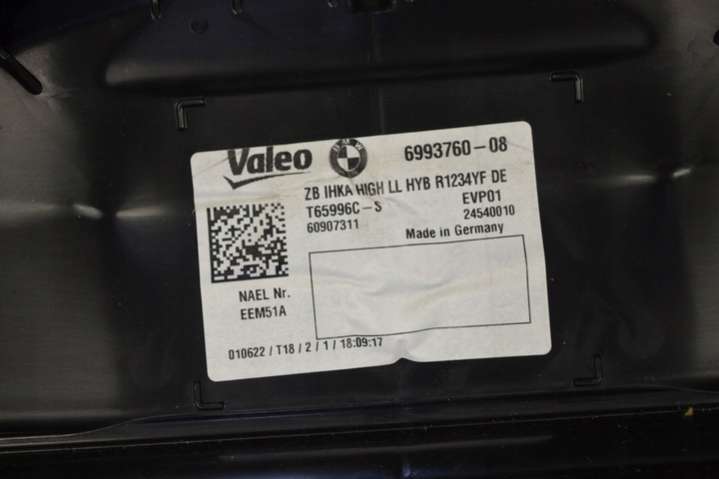 Valeo BMW 6993760-08
ZB IHKA HIGH LL HYB R1234YF DE
T65996C-S EVP01
60907311 24540010
Made in Germany
NAEL Nr.
EEM51A
010622 / T18 / 2 / 1 / 18:09:17